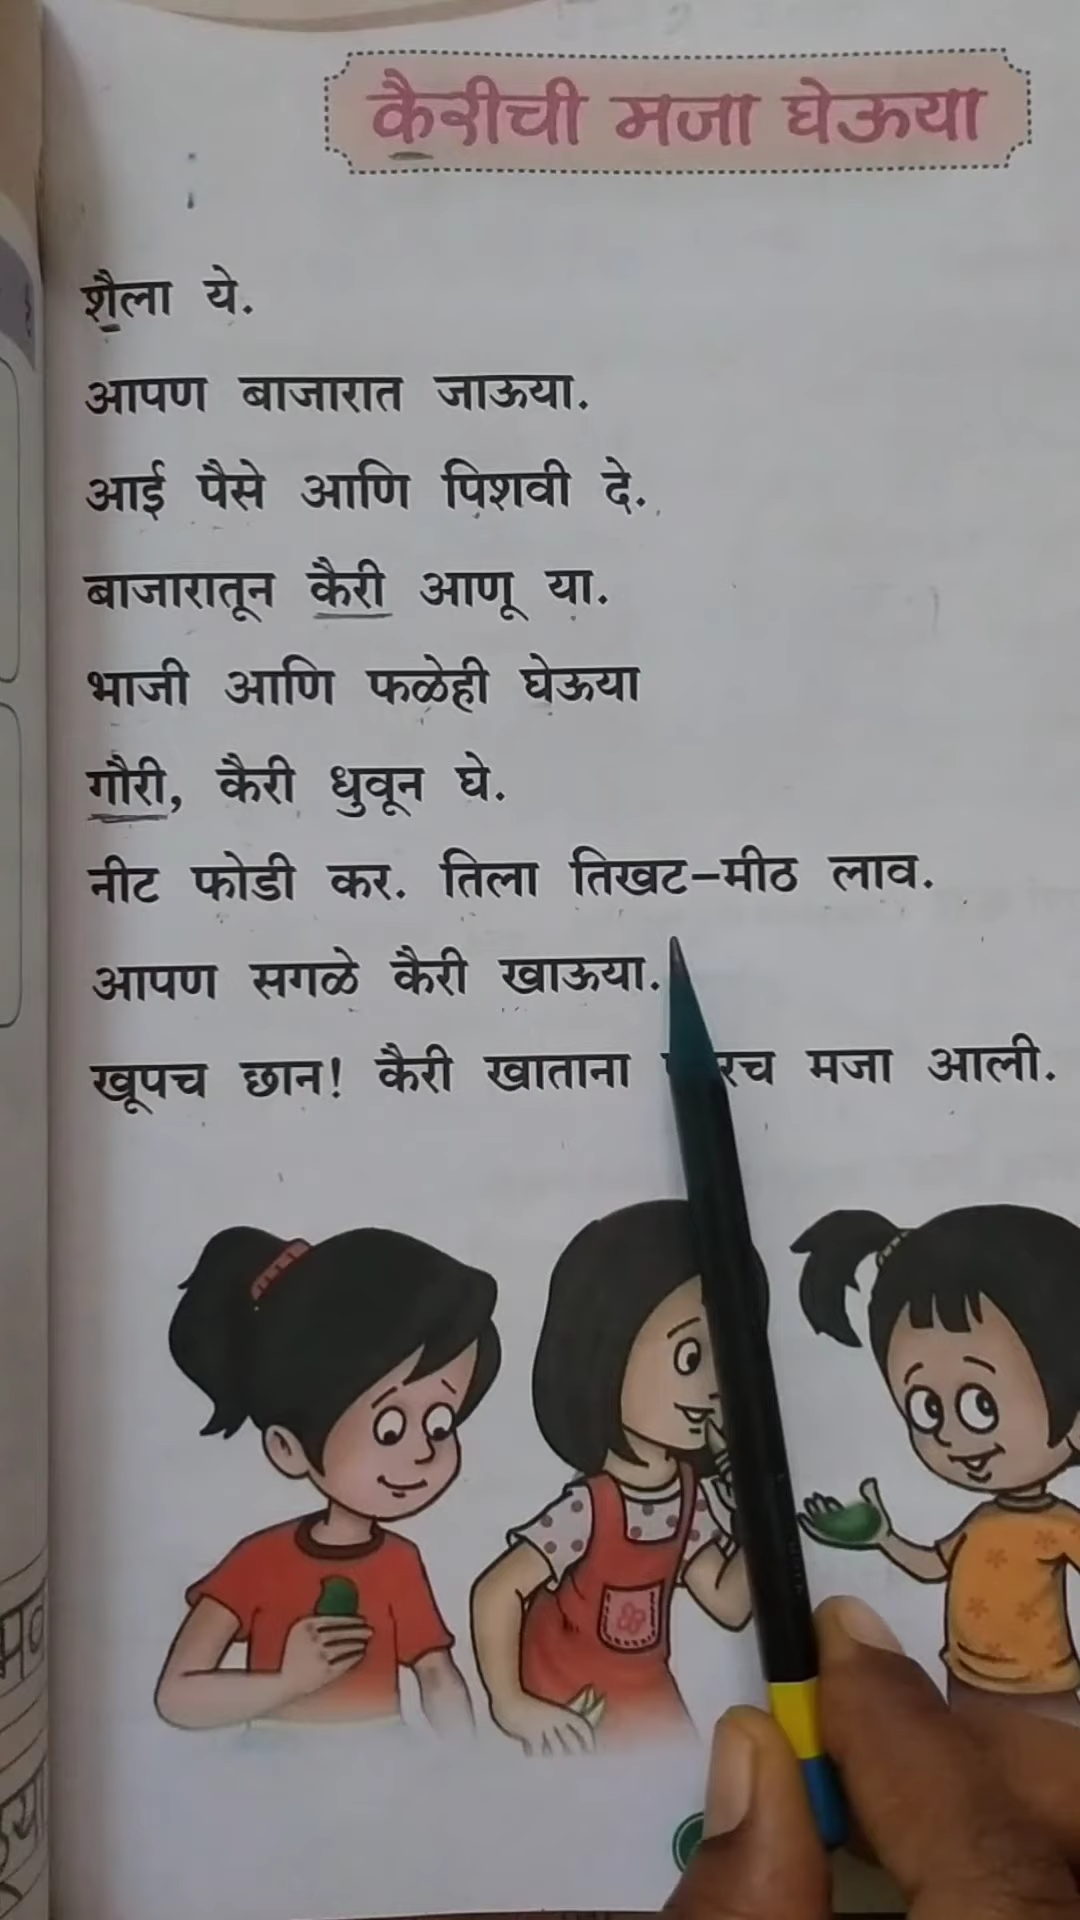 कैरीची मजा घेऊया
शैला ये.
आपण बाजारात जाऊया.
आई पैसे आणि पिशवी दे.
बाजारातून कैरी आणू या.
भाजी आणि फळेही घेऊया
गौरी, कैरी धुवून घे.
नीट फोडी कर. तिला तिखट-मीठ लाव.
आपण सगळे कैरी खाऊया.
खूपच छान! कैरी खाताना मजा आली.